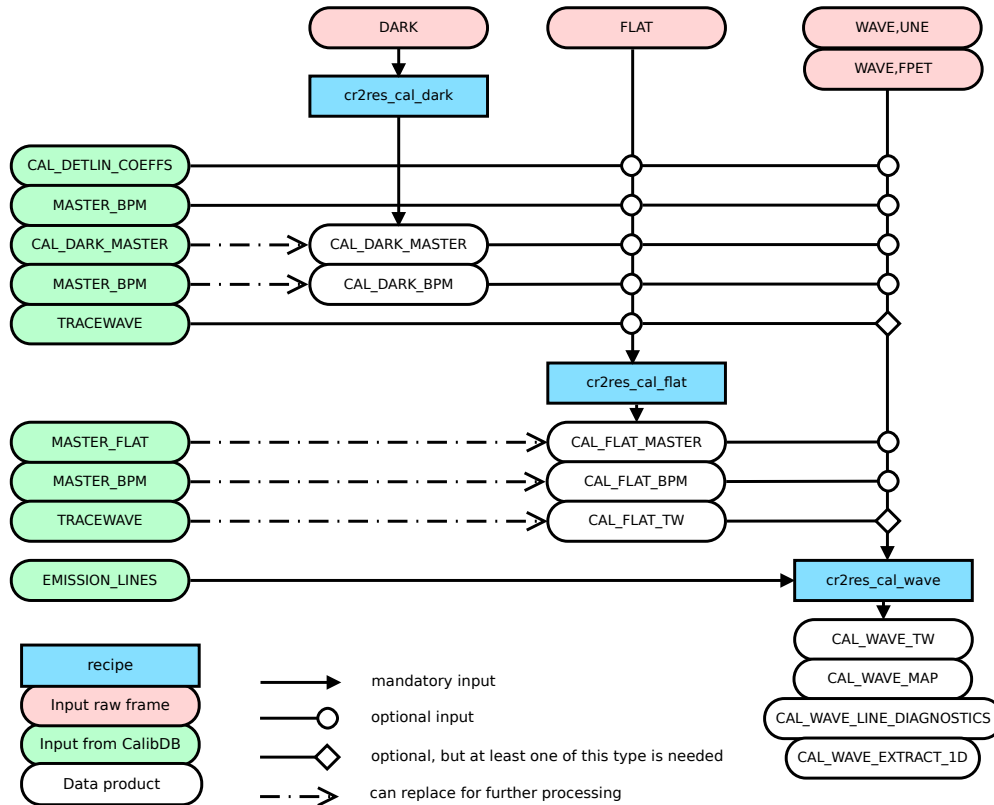 DARK
FLAT
WAVE,UNE
WAVE,FPET
cr2res_cal_dark
CAL_DETLIN_COEFFS
MASTER_BPM
CAL_DARK_MASTER
CAL_DARK_MASTER
MASTER_BPM
CAL_DARK_BPM
TRACEWAVE
cr2res_cal_flat
MASTER_FLAT
CAL_FLAT_MASTER
MASTER_BPM
CAL_FLAT_BPM
TRACEWAVE
CAL_FLAT_TW
EMISSION_LINES
cr2res_cal_wave
CAL_WAVE_TW
CAL_WAVE_MAP
CAL_WAVE_LINE_DIAGNOSTICS
CAL_WAVE_EXTRACT_1D
recipe
Input raw frame
Input from CalibDB
Data product
mandatory input
optional input
optional, but at least one of this type is needed
can replace for further processing